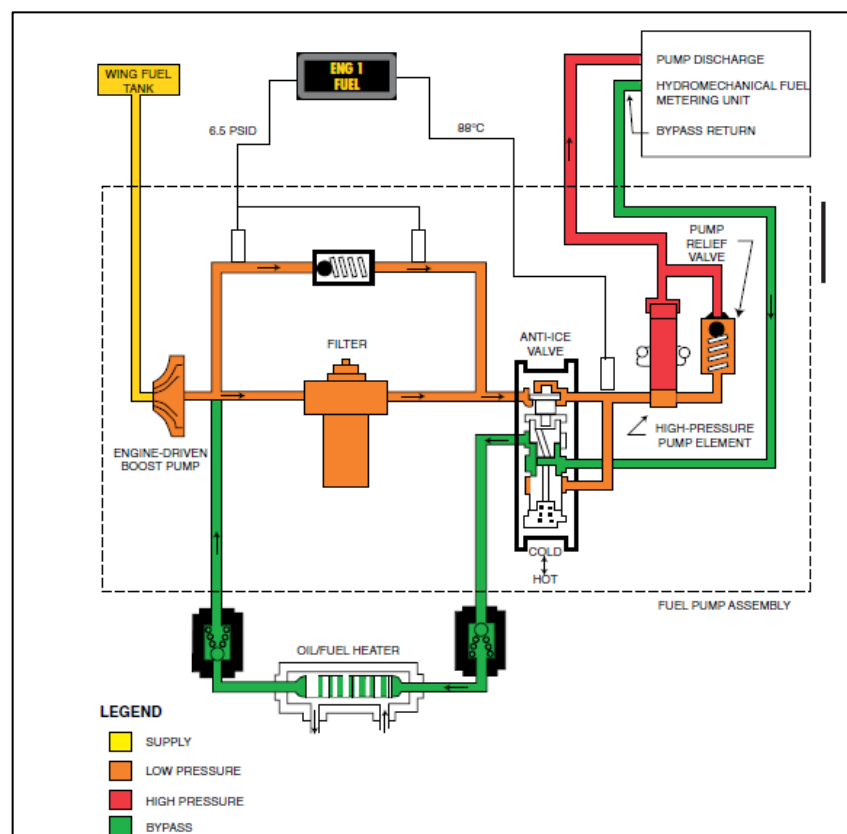 WING FUEL
TANK
ENG 1
FUEL
6.5 PSID
88°C
PUMP DISCHARGE
HYDROMECHANICAL FUEL
METERING UNIT
BYPASS RETURN
PUMP
RELIEF
VALVE
FILTER
ANTI-ICE
VALVE
ENGINE-DRIVEN
BOOST PUMP
HIGH-PRESSURE
PUMP ELEMENT
COLD
HOT
FUEL PUMP ASSEMBLY
OIL/FUEL HEATER
LEGEND
SUPPLY
LOW PRESSURE
HIGH PRESSURE
BYPASS